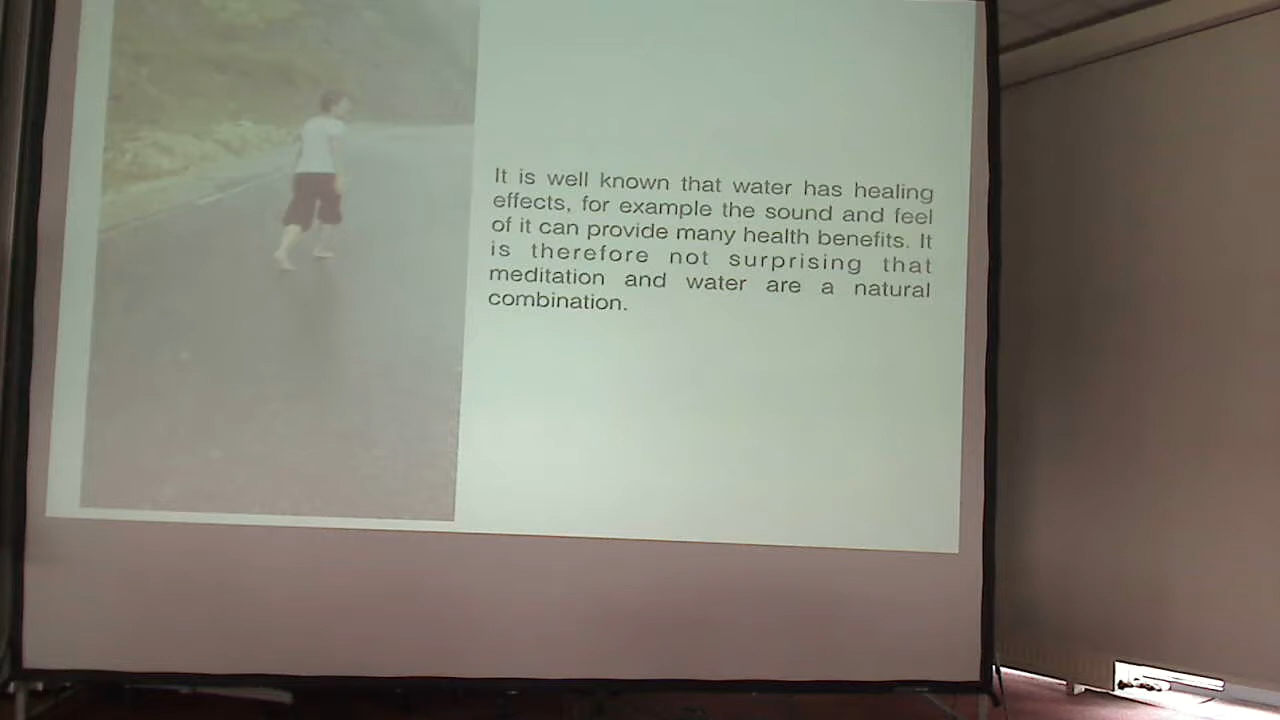 It is well known that water has healing
effects, for example the sound and feel
of it can provide many health benefits. It
is therefore not surprising that
meditation and water are a natural
combination.